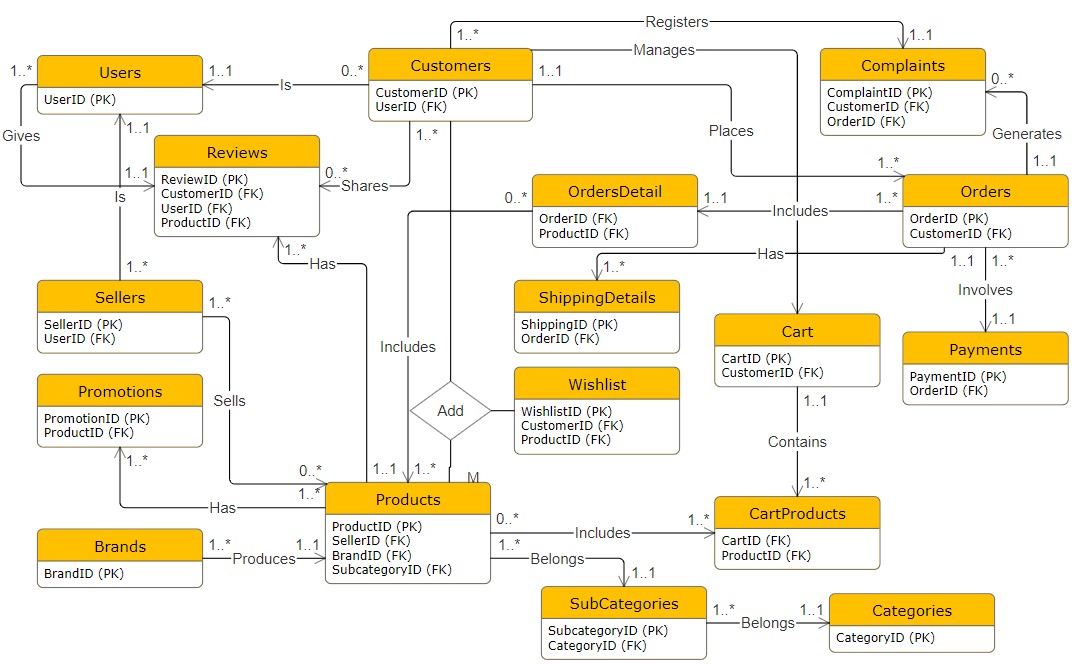 Registers
1..*
1..1
Manages
Users
UserID (PK)
1..*
1..1
Is
0..*
Customers
CustomerID (PK)
UserID (FK)
1..1
Complaints
ComplaintID (PK)
CustomerID (FK)
OrderID (FK)
0..*
Gives
1..1
1..*
Places
Generates
Reviews
ReviewID (PK)
CustomerID (FK)
UserID (FK)
ProductID (FK)
1..1
0..*
Shares
1..*
1..1
Is
OrdersDetail
OrderID (FK)
ProductID (FK)
0..*
1..1
Includes
1..*
Orders
OrderID (PK)
CustomerID (FK)
1..*
Has
Has
1..*
1..1
1..*
1..*
Sellers
SellerID (PK)
UserID (FK)
1..*
ShippingDetails
ShippingID (PK)
OrderID (FK)
Involves
1..1
Cart
CartID (PK)
CustomerID (FK)
Payments
PaymentID (PK)
OrderID (FK)
Includes
Promotions
PromotionID (PK)
ProductID (FK)
Sells
Add
Wishlist
WishlistID (PK)
CustomerID (FK)
ProductID (FK)
1..1
Contains
1..*
1..*
0..*
1..*
1..1
1..*
M
Has
Products
ProductID (PK)
SellerID (FK)
BrandID (FK)
SubcategoryID (FK)
0..*
Includes
1..*
CartProducts
CartID (FK)
ProductID (FK)
Brands
BrandID (PK)
1..*
Produces
1..1
1..*
Belongs
1..1
SubCategories
SubcategoryID (PK)
CategoryID (FK)
1..*
Belongs
1..1
Categories
CategoryID (PK)